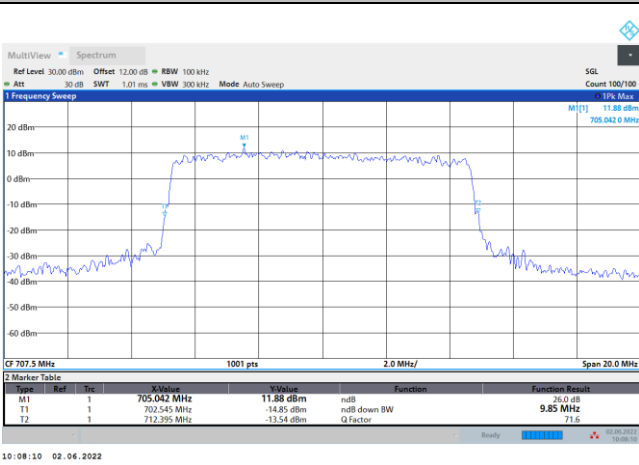 MultiView Spectrum
Ref Level 30.00 dBm Offset 12.00 dB RBW 100 kHz SGL
Att 30 dB SWT 1.01 ms VBW 300 kHz Mode Auto Sweep Count 100/100
1 Frequency Sweep 1Pk Max
M1[1] 11.88 dBm
705.042 0 MHz
20 dBm
M1
10 dBm
0 dBm
-10 dBm
T1 T2
-20 dBm
-30 dBm
-40 dBm
-50 dBm
-60 dBm
CF 707.5 MHz 1001 pts 2.0 MHz/ Span 20.0 MHz
2 Marker Table
Type Ref Trc X-Value Y-Value Function Function Result
M1 1 705.042 MHz 11.88 dBm ndB 26.0 dB
T1 1 702.545 MHz -14.85 dBm ndB down BW 9.85 MHz
T2 1 712.395 MHz -13.54 dBm Q Factor 71.6
Ready 02.06.2022
10:08:10
10:08:10 02.06.2022